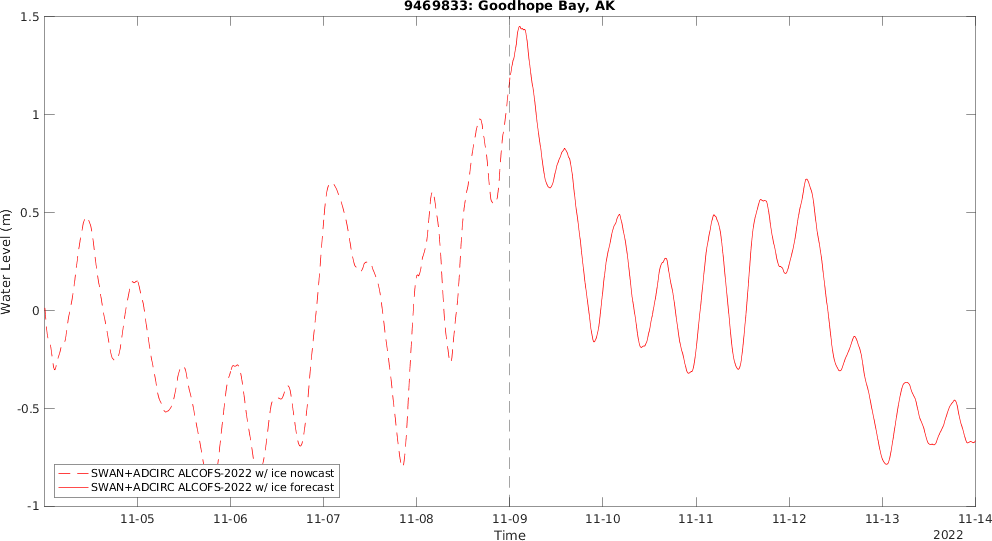 9469833: Goodhope Bay, AK
1.5
1
0.5
0
-0.5
-1
Water Level (m)
SWAN+ADCIRC ALCOFS-2022 w/ ice nowcast
SWAN+ADCIRC ALCOFS-2022 w/ ice forecast
11-05 11-06 11-07 11-08 11-09 11-10 11-11 11-12 11-13 11-14
Time
2022